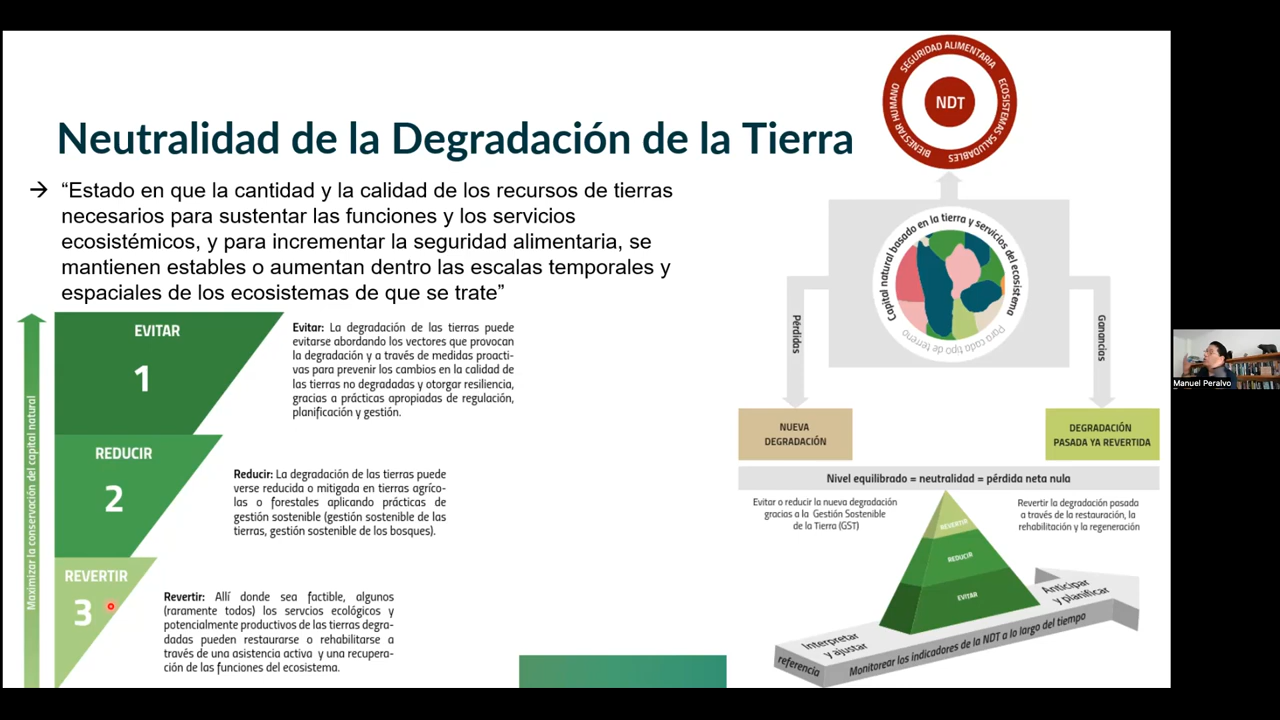 Neutralidad de la Degradación de la Tierra
→ “Estado en que la cantidad y la calidad de los recursos de tierras
necesarios para sustentar las funciones y los servicios
ecosistémicos, y para incrementar la seguridad alimentaria, se
mantienen estables o aumentan dentro las escalas temporales y
espaciales de los ecosistemas de que se trate”
Maximizar la conservación del capital natural
EVITAR
1
Evitar: La degradación de las tierras puede
evitarse abordando los vectores que provocan
la degradación y a través de medidas proacti-
vas para prevenir los cambios en la calidad de
las tierras no degradadas y otorgar resiliencia,
gracias a prácticas apropiadas de regulación,
planificación y gestión.
REDUCIR
2
Reducir: La degradación de las tierras puede
verse reducida o mitigada en tierras agríco-
las o forestales aplicando prácticas de
gestión sostenible (gestión sostenible de las
tierras, gestión sostenible de los bosques).
REVERTIR
3
Revertir: Allí donde sea factible, algunos
(raramente todos) los servicios ecológicos y
potencialmente productivos de las tierras degra-
dadas pueden restaurarse o rehabilitarse a
través de una asistencia activa y una recupera-
ción de las funciones del ecosistema.
SEGURIDAD ALIMENTARIA
ECOSISTEMAS SALUDABLES
BIENESTAR HUMANO
NDT
Capital natural basado en la tierra y servicios del ecosistema
Para cada tipo de terreno
Pérdidas
Ganancias
NUEVA
DEGRADACIÓN
DEGRADACIÓN
PASADA YA REVERTIDA
Nivel equilibrado = neutralidad = pérdida neta nula
Evitar o reducir la nueva degradación
gracias a la Gestión Sostenible
de la Tierra (GST)
Revertir la degradación pasada
a través de la restauración, la
rehabilitación y la regeneración
REVERTIR
REDUCIR
EVITAR
Interpretar
y ajustar
Anticipar
y planificar
referencia
Monitorear los indicadores de la NDT a lo largo del tiempo
Manuel Peralvo